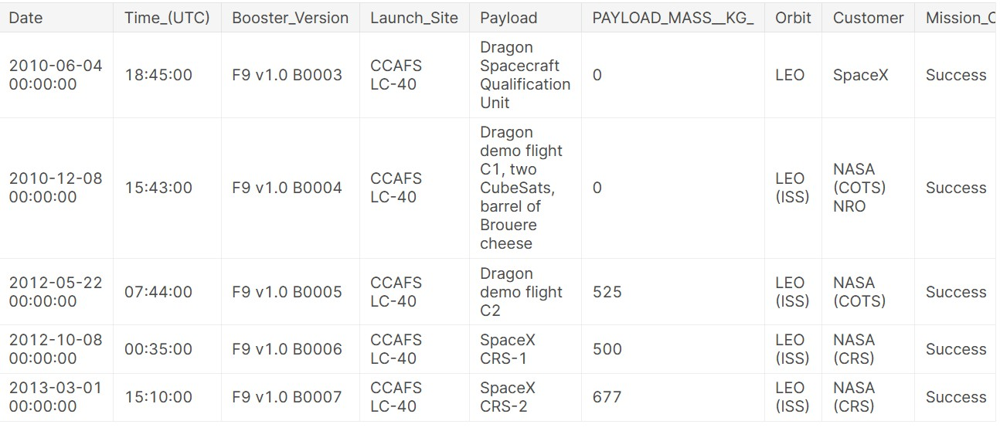 Date Time_(UTC) Booster_Version Launch_Site Payload PAYLOAD_MASS__KG_ Orbit Customer Mission_
2010-06-04 00:00:00 18:45:00 F9 v1.0 B0003 CCAFS LC-40 Dragon Spacecraft Qualification Unit 0 LEO SpaceX Success
2010-12-08 00:00:00 15:43:00 F9 v1.0 B0004 CCAFS LC-40 Dragon demo flight C1, two CubeSats, barrel of Brouere cheese 0 LEO (ISS) NASA (COTS) NRO Success
2012-05-22 00:00:00 07:44:00 F9 v1.0 B0005 CCAFS LC-40 Dragon demo flight C2 525 LEO (ISS) NASA (COTS) Success
2012-10-08 00:00:00 00:35:00 F9 v1.0 B0006 CCAFS LC-40 SpaceX CRS-1 500 LEO (ISS) NASA (CRS) Success
2013-03-01 00:00:00 15:10:00 F9 v1.0 B0007 CCAFS LC-40 SpaceX CRS-2 677 LEO (ISS) NASA (CRS) Success